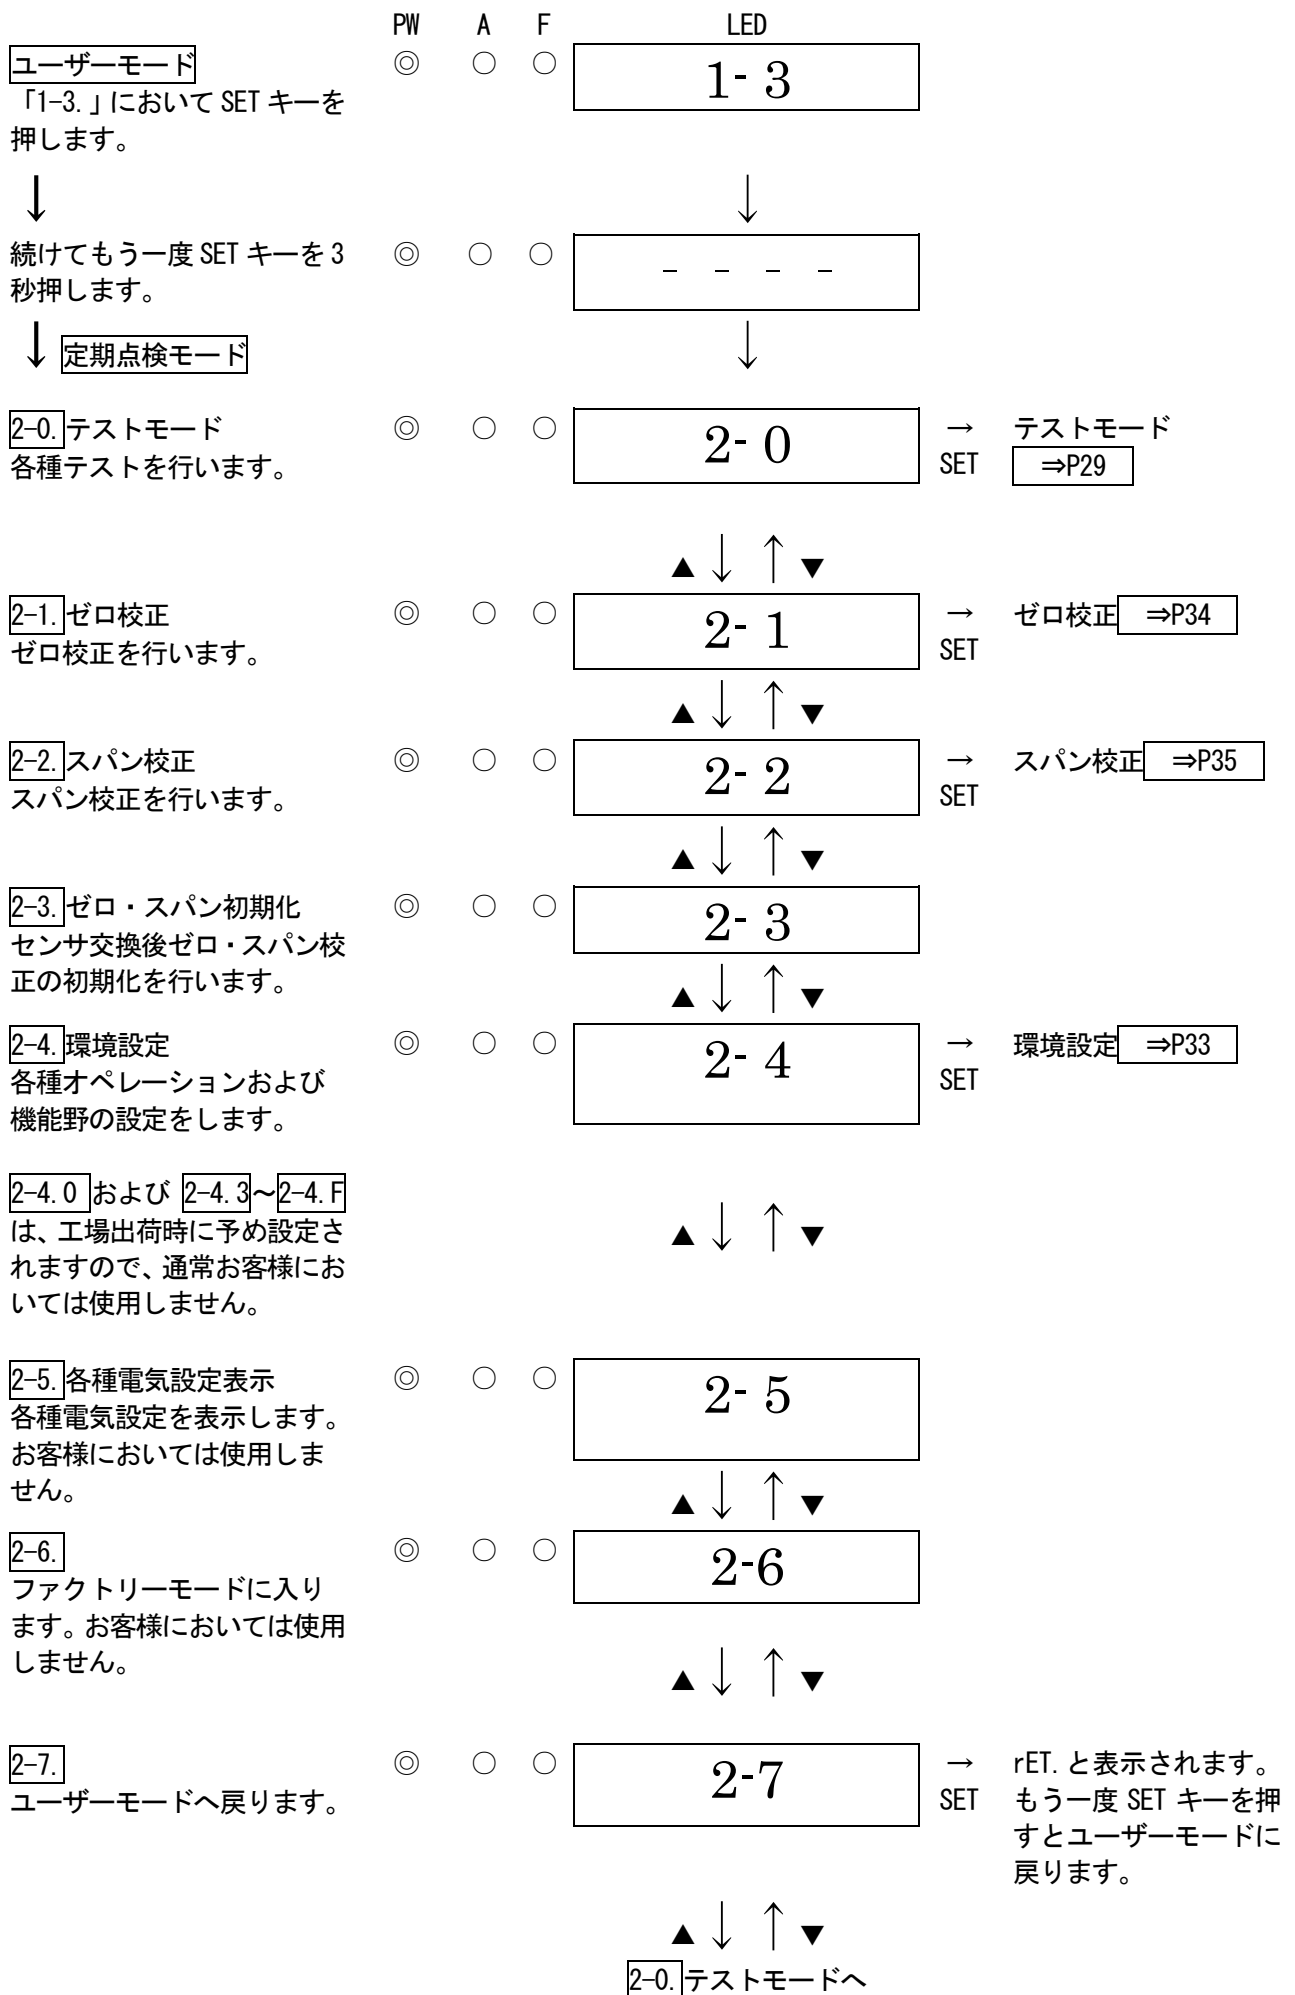 PW A F LED
ユーザーモード ◎ ○ ○ 1- 3
「1-3.」において SET キーを
押します。
↓ ↓
続けてもう一度 SET キーを 3 ◎ ○ ○ - - - -
秒押します。
↓ 定期点検モード ↓
2-0. テストモード ◎ ○ ○ 2- 0 → テストモード
各種テストを行います。 SET ⇒P29
▲ ↓ ↑ ▼
2-1. ゼロ校正 ◎ ○ ○ 2- 1 → ゼロ校正 ⇒P34
ゼロ校正を行います。 SET
▲ ↓ ↑ ▼
2-2. スパン校正 ◎ ○ ○ 2- 2 → スパン校正 ⇒P35
スパン校正を行います。 SET
▲ ↓ ↑ ▼
2-3. ゼロ・スパン初期化 ◎ ○ ○ 2- 3
センサ交換後ゼロ・スパン校
正の初期化を行います。
▲ ↓ ↑ ▼
2-4. 環境設定 ◎ ○ ○ 2- 4 → 環境設定 ⇒P33
各種オペレーションおよび SET
機能野の設定をします。
2-4.0 および 2-4.3～2-4.F
は、工場出荷時に予め設定さ ▲ ↓ ↑ ▼
れますので、通常お客様にお
いては使用しません。
2-5. 各種電気設定表示 ◎ ○ ○ 2- 5
各種電気設定を表示します。
お客様においては使用しま
せん。
▲ ↓ ↑ ▼
2-6. ◎ ○ ○ 2-6
ファクトリーモードに入り
ます。お客様においては使用
しません。
▲ ↓ ↑ ▼
2-7. ◎ ○ ○ 2-7 → rET. と表示されます。
ユーザーモードへ戻ります。 SET もう一度 SET キーを押
すとユーザーモードに
戻ります。
▲ ↓ ↑ ▼
2-0. テストモードへ